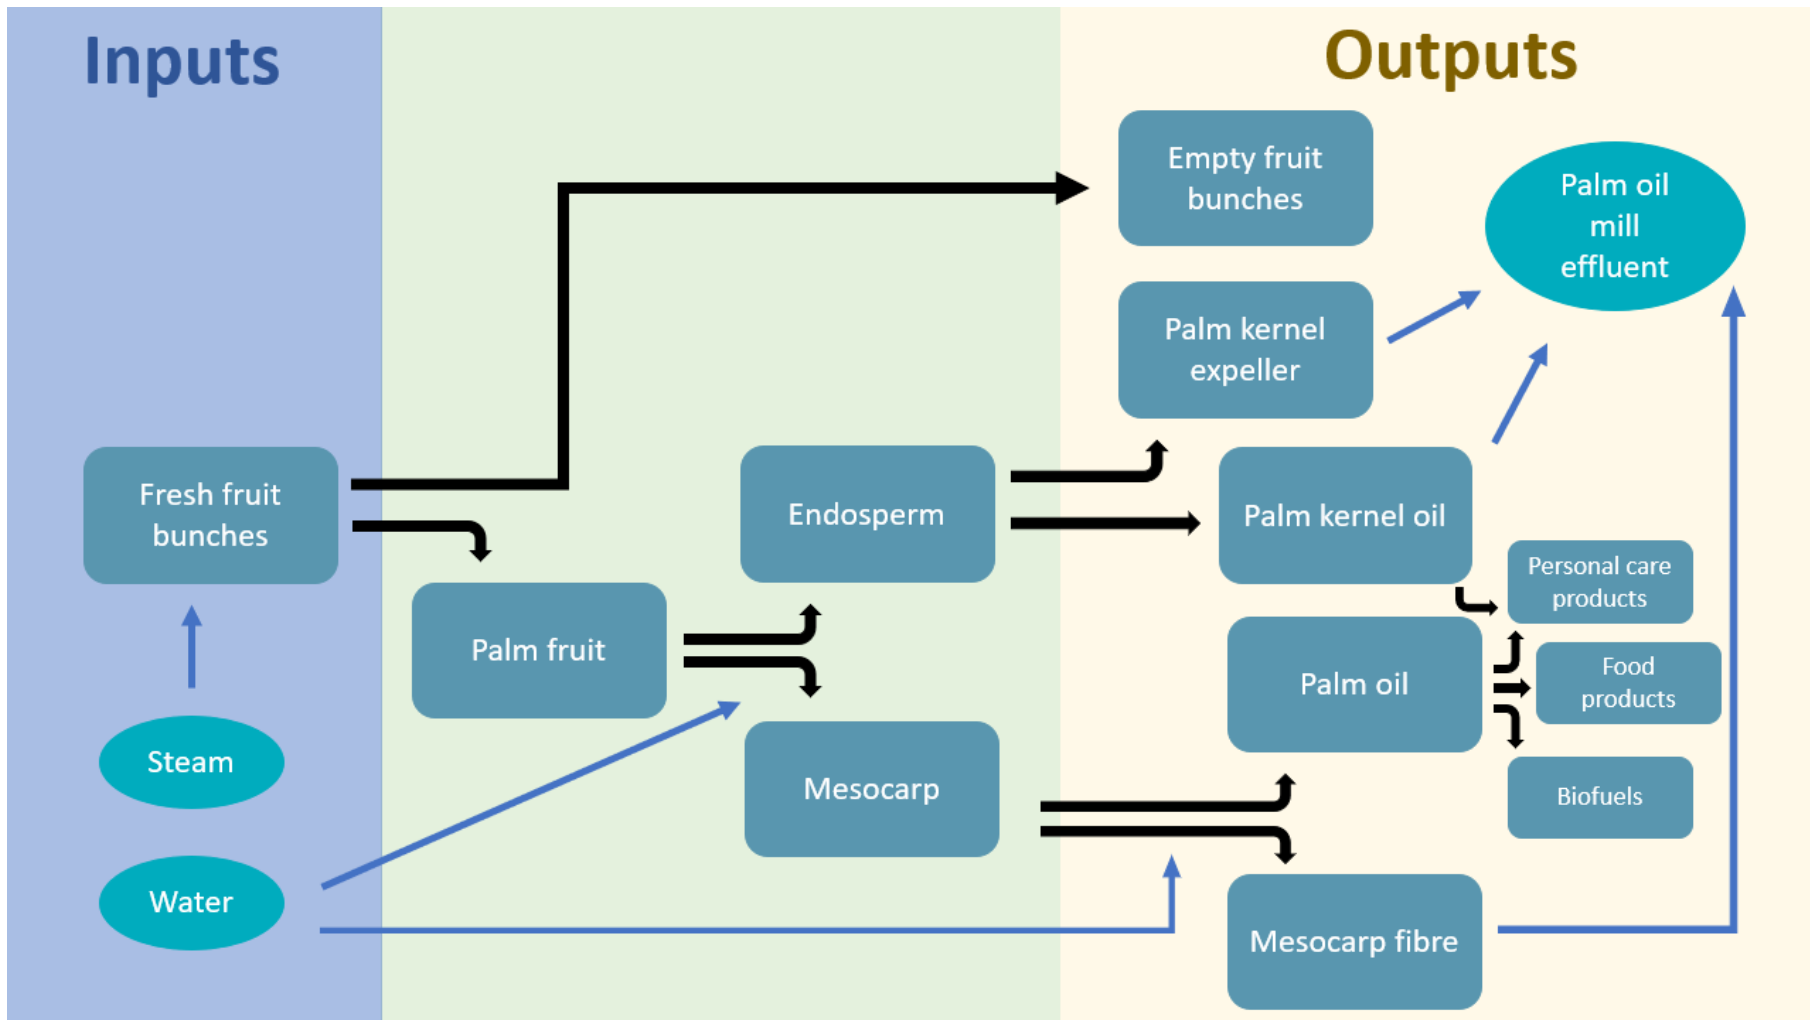 Inputs
Outputs
Empty fruit
bunches
Palm oil
mill
effluent
Palm kernel
expeller
Fresh fruit
bunches
Endosperm
Palm kernel oil
Personal care
products
Palm fruit
Palm oil
Food
products
Steam
Mesocarp
Biofuels
Water
Mesocarp fibre